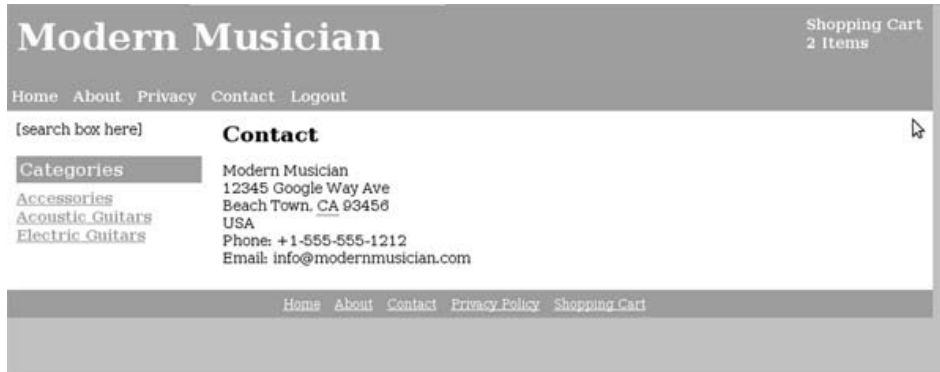 Modern Musician
Shopping Cart
2 Items
Home About Privacy Contact Logout
[search box here]
Categories
Accessories
Acoustic Guitars
Electric Guitars
Contact
Modern Musician
12345 Google Way Ave
Beach Town, CA 93456
USA
Phone: +1-555-555-1212
Email: info@modernmusician.com
Home About Contact Privacy Policy Shopping Cart